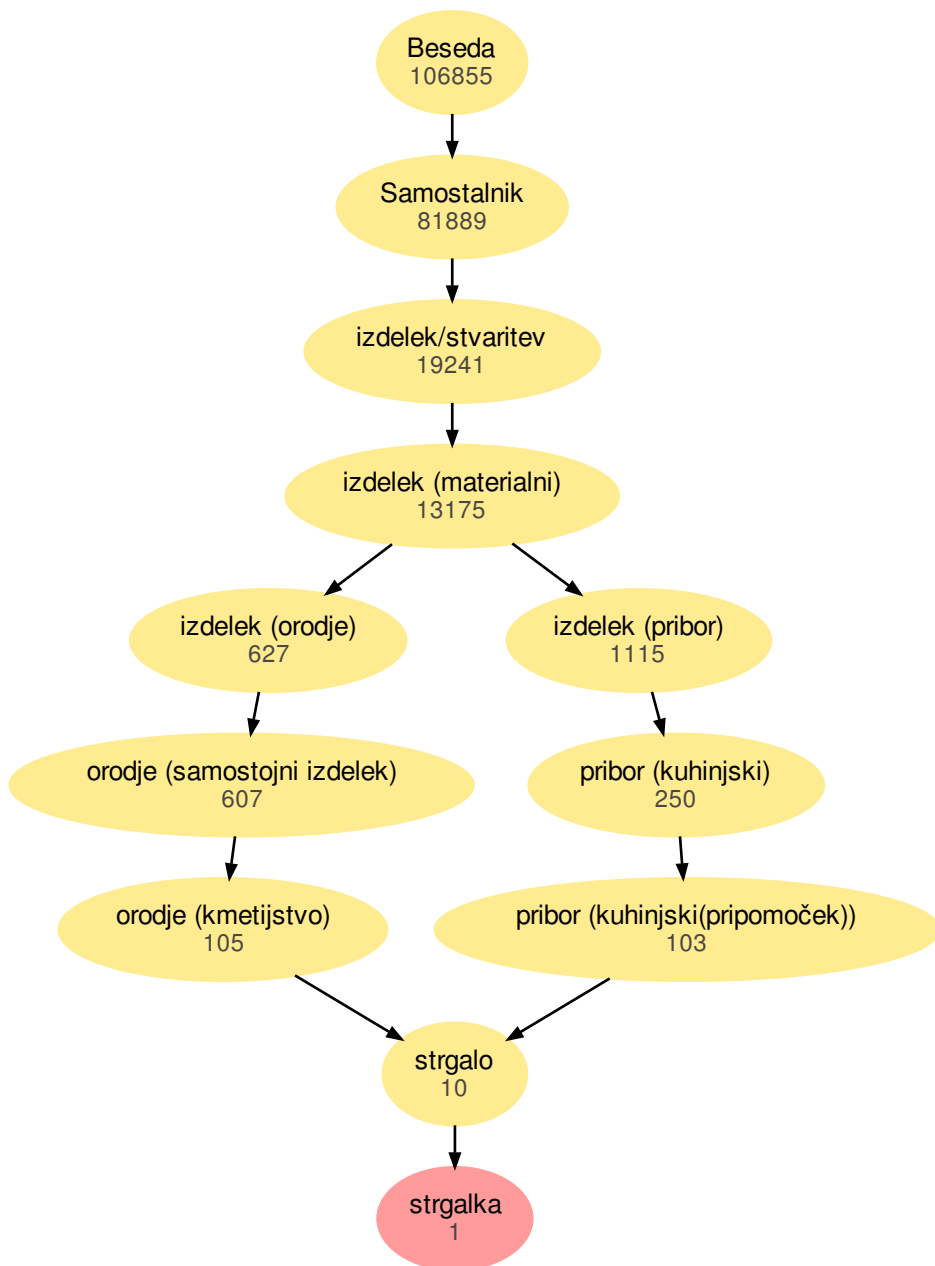 Beseda
106855
Samostalnik
81889
izdelek/stvaritev
19241
izdelek (materialni)
13175
izdelek (orodje)
627
izdelek (pribor)
1115
orodje (samostojni izdelek)
607
pribor (kuhinjski)
250
orodje (kmetijstvo)
105
pribor (kuhinjski(pripomoček))
103
strgalo
10
strgalka
1